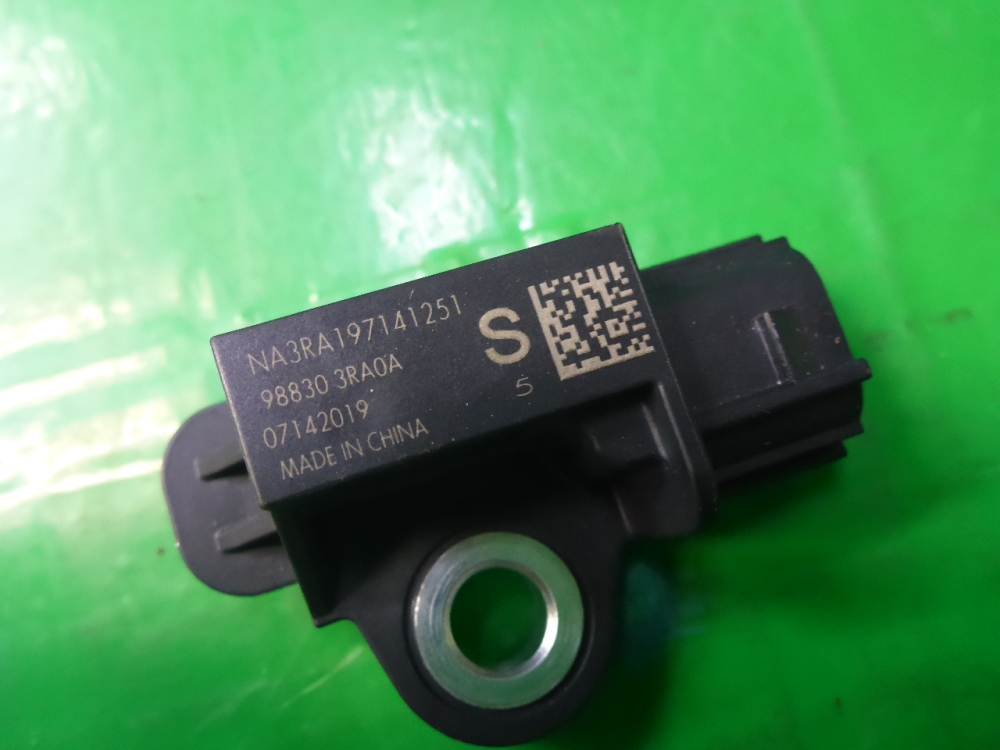 NA3RA197141251
98830 3RA0A
07142019
MADE IN CHINA
S
5